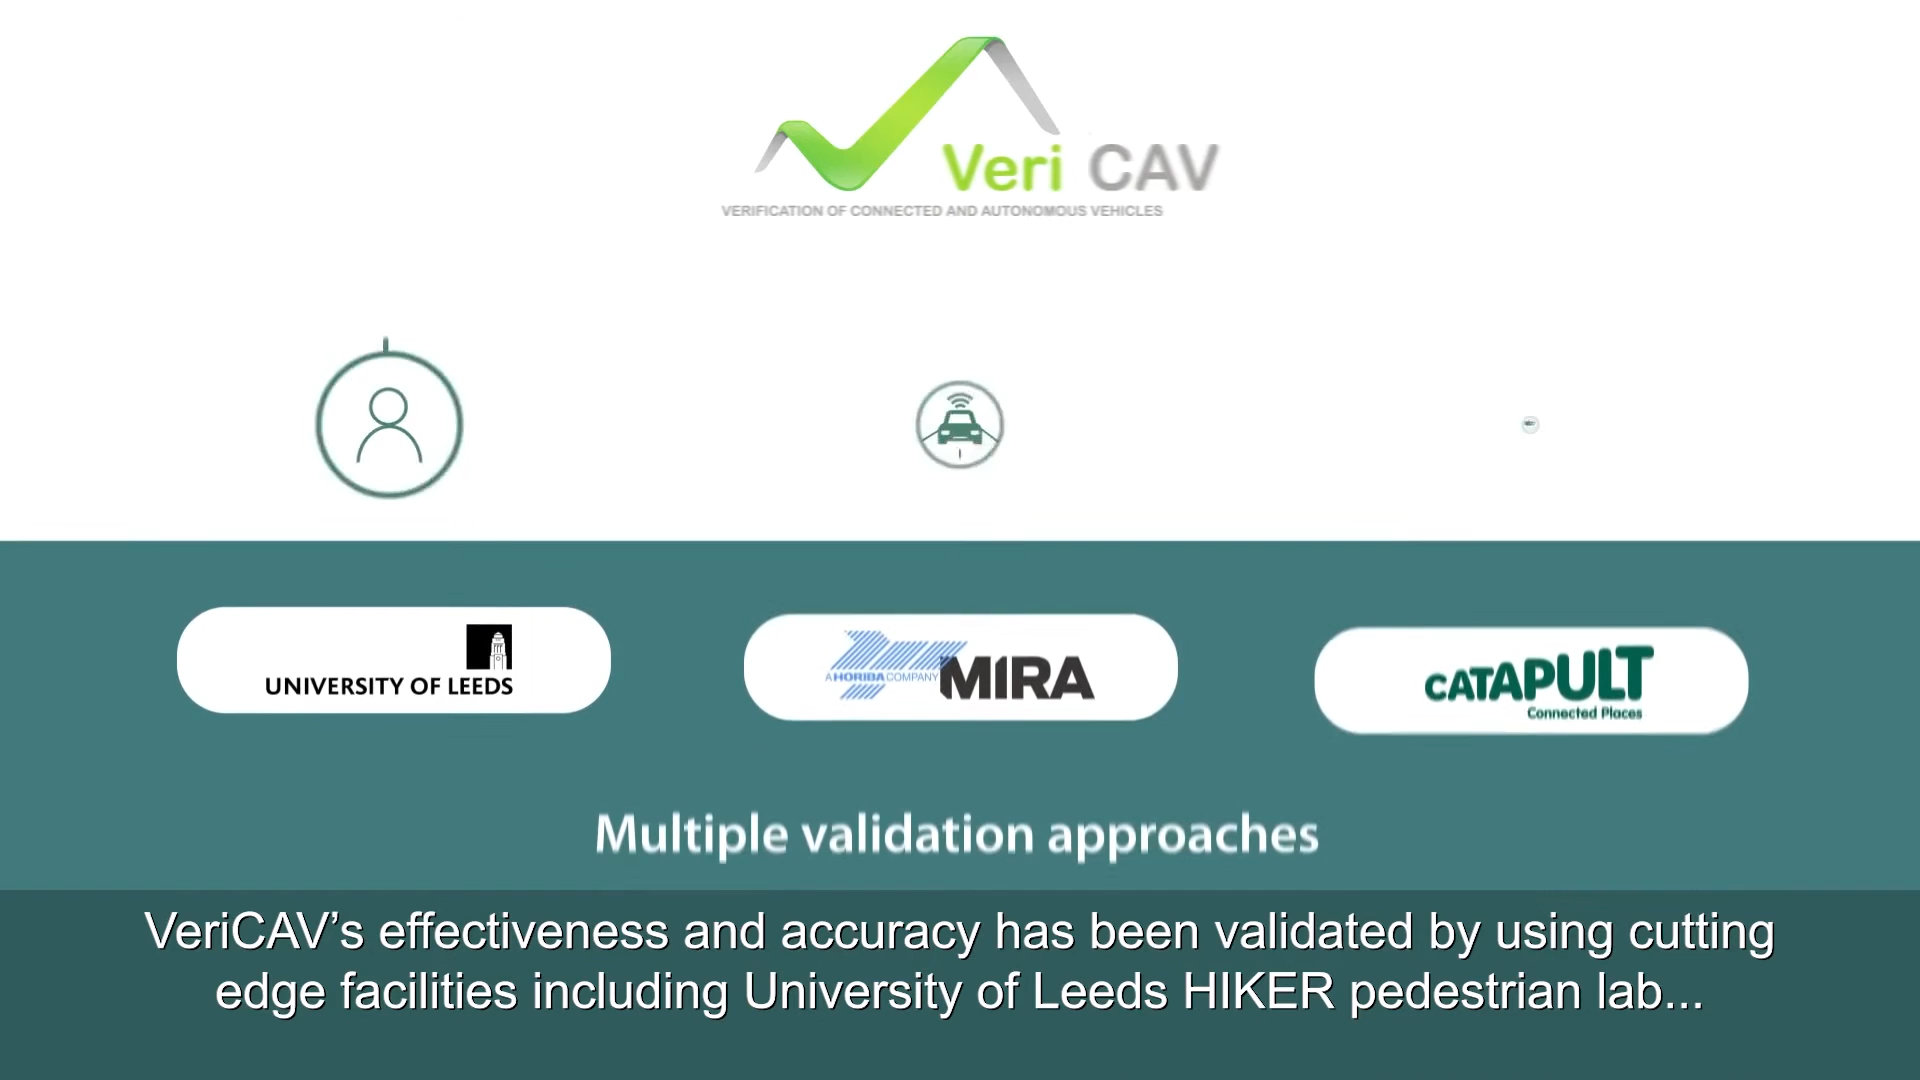 Veri CAV
VERIFICATION OF CONNECTED AND AUTONOMOUS VEHICLES
UNIVERSITY OF LEEDS
A HORIBA COMPANY
MIRA
CATAPULT
Connected Places
Multiple validation approaches
VeriCAV’s effectiveness and accuracy has been validated by using cutting
edge facilities including University of Leeds HIKER pedestrian lab...